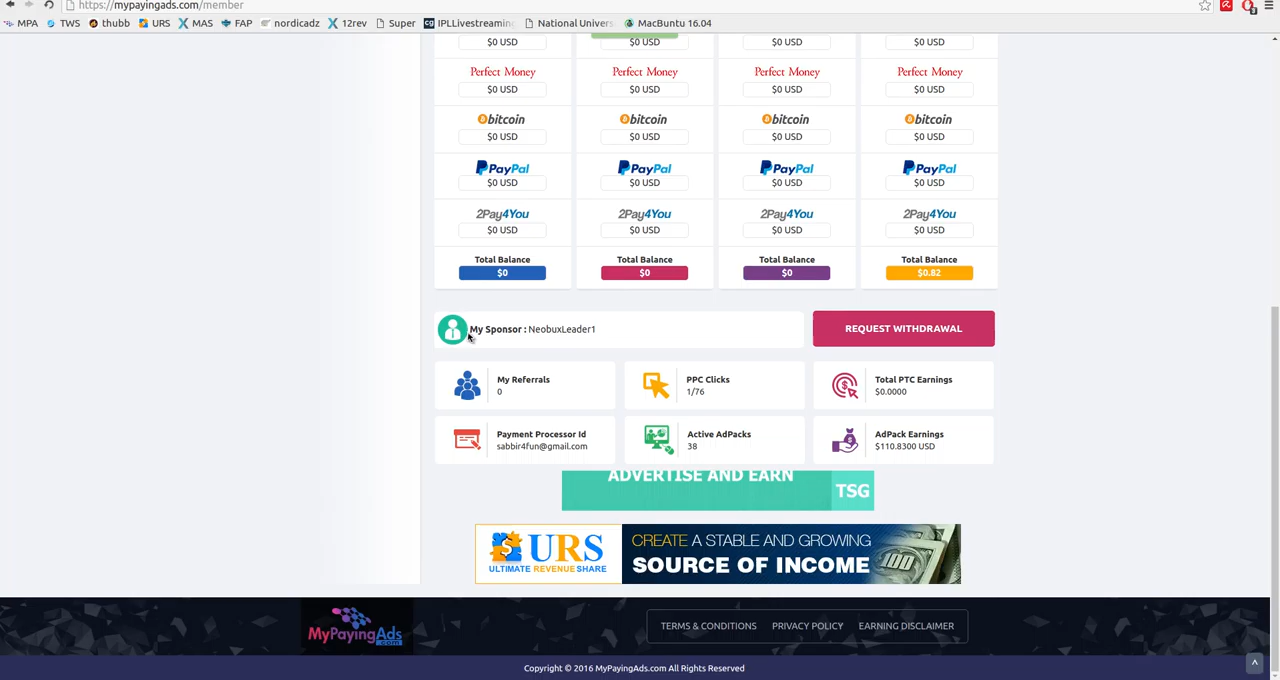 https://mypayingads.com/member
MPA TWS thubb URS MAS FAP nordicadz 12rev Super IPLLivestreamin National Univers MacBuntu 16.04
$0 USD $0 USD $0 USD $0 USD
Perfect Money Perfect Money Perfect Money Perfect Money
$0 USD $0 USD $0 USD $0 USD
bitcoin bitcoin bitcoin bitcoin
$0 USD $0 USD $0 USD $0 USD
PayPal PayPal PayPal PayPal
$0 USD $0 USD $0 USD $0 USD
2Pay4You 2Pay4You 2Pay4You 2Pay4You
$0 USD $0 USD $0 USD $0 USD
Total Balance Total Balance Total Balance Total Balance
$0 $0 $0 $0.82
My Sponsor : NeobuxLeader1
REQUEST WITHDRAWAL
My Referrals
0
PPC Clicks
1/76
Total PTC Earnings
$0.0000
Payment Processor Id
sabbir4fun@gmail.com
Active AdPacks
38
AdPack Earnings
$110.8300 USD
ADVERTISE AND EARN
TSG
URS
ULTIMATE REVENUE SHARE
CREATE A STABLE AND GROWING
SOURCE OF INCOME
100
MyPayingAds
.com
TERMS & CONDITIONS PRIVACY POLICY EARNING DISCLAIMER
Copyright © 2016 MyPayingAds.com All Rights Reserved